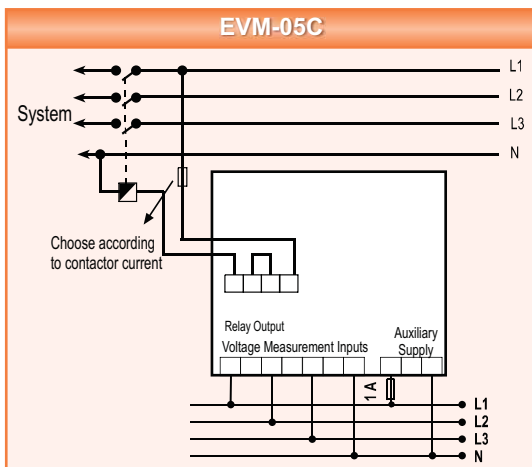 EVM-05C
L1
L2
System
L3
N
Choose according
to contactor current
Relay Output
Voltage Measurement Inputs
Auxiliary
Supply
1 A
L1
L2
L3
N